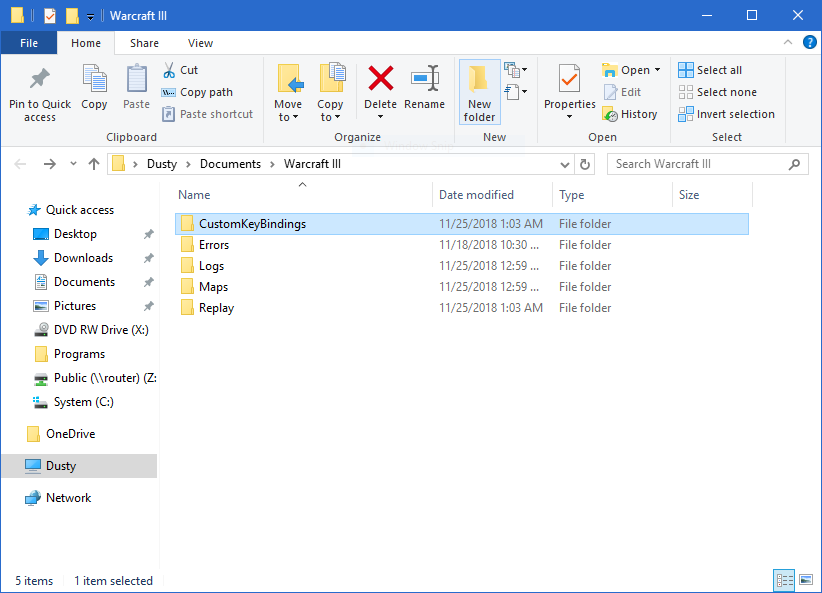 Warcraft III
File Home Share View
Pin to Quick access
Copy
Paste
Cut
Copy path
Paste shortcut
Clipboard
Move to
Copy to
Delete
Rename
Organize
New folder
New
Properties
Open
Edit
History
Open
Select all
Select none
Invert selection
Select
Dusty > Documents > Warcraft III
Search Warcraft III
Quick access
Desktop
Downloads
Documents
Pictures
DVD RW Drive (X:)
Programs
Public (\\router) (Z:
System (C:)
OneDrive
Dusty
Network
Name Date modified Type Size
CustomKeyBindings 11/25/2018 1:03 AM File folder
Errors 11/18/2018 10:30 ... File folder
Logs 11/25/2018 12:59 ... File folder
Maps 11/25/2018 12:59 ... File folder
Replay 11/25/2018 1:03 AM File folder
5 items 1 item selected